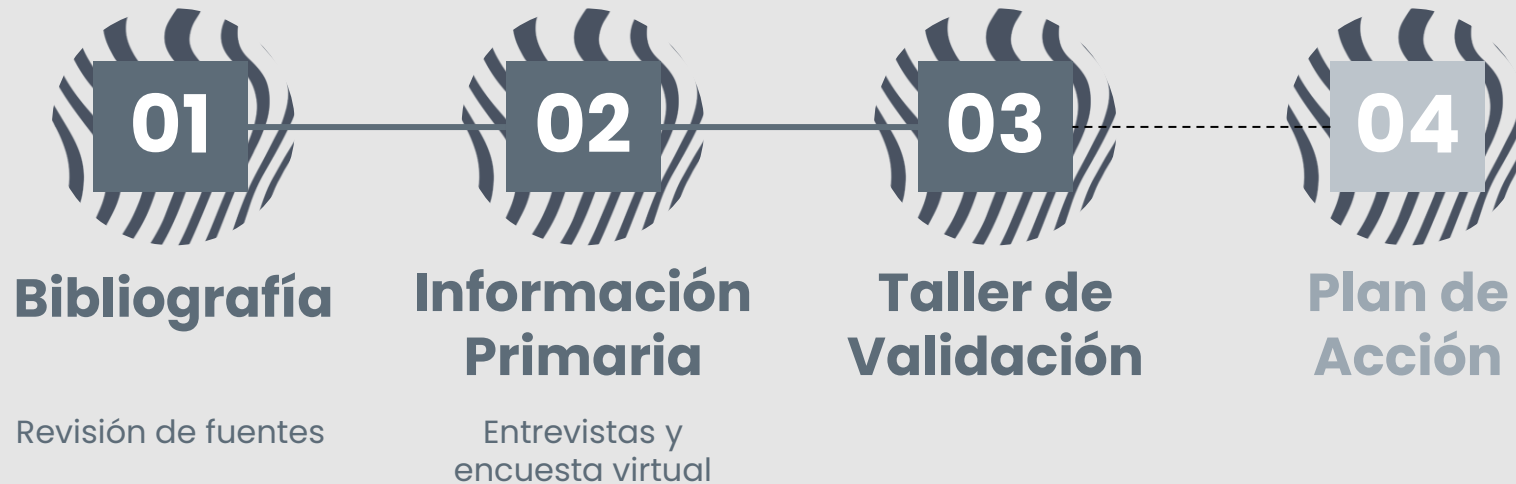 01
02
03
04
Bibliografía
Información
Primaria
Taller de
Validación
Plan de
Acción
Revisión de fuentes
Entrevistas y
encuesta virtual